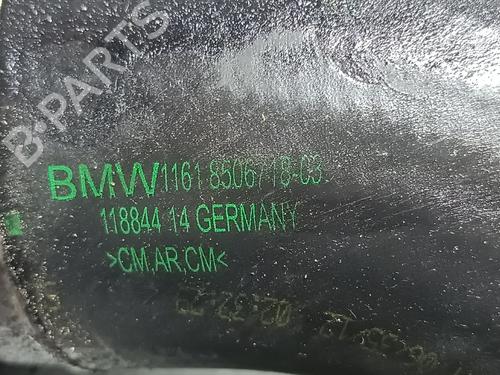 B-PARTS
BMW 1161 8506718-03
118844 14 GERMANY
>CM,AR,CM<